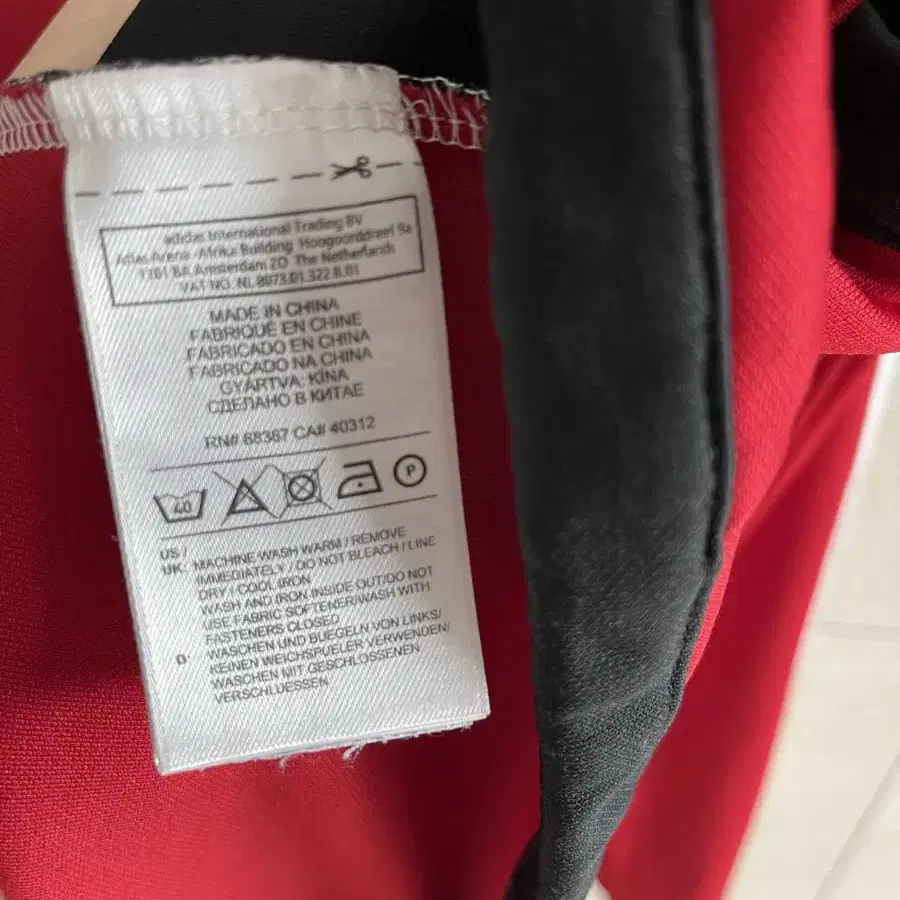 adidas International Trading BV
Atlas Arena -Afrika Building Hoogoorddreef 9a
1101 BA Amsterdam ZO The Netherlands
VAT NO. NL 8073.01.322 B.01
MADE IN CHINA
FABRIQUÉ EN CHINE
FABRICADO EN CHINA
FABRICADO NA CHINA
GYÁRTVA: KÍNA
СДЕЛАНО В КИТАЕ
RN# 88387 CA# 40312
40 P
US /
UK MACHINE WASH WARM / REMOVE
IMMEDIATELY / DO NOT BLEACH / LINE
DRY / COOL IRON
WASH AND IRON INSIDE OUT/DO NOT
USE FABRIC SOFTENER/WASH WITH
FASTENERS CLOSED
D WASCHEN UND BUEGELN VON LINKS/
KEINEN WEICHSPUELER VERWENDEN/
WASCHEN MIT GESCHLOSSENEN
VERSCHLUESSEN